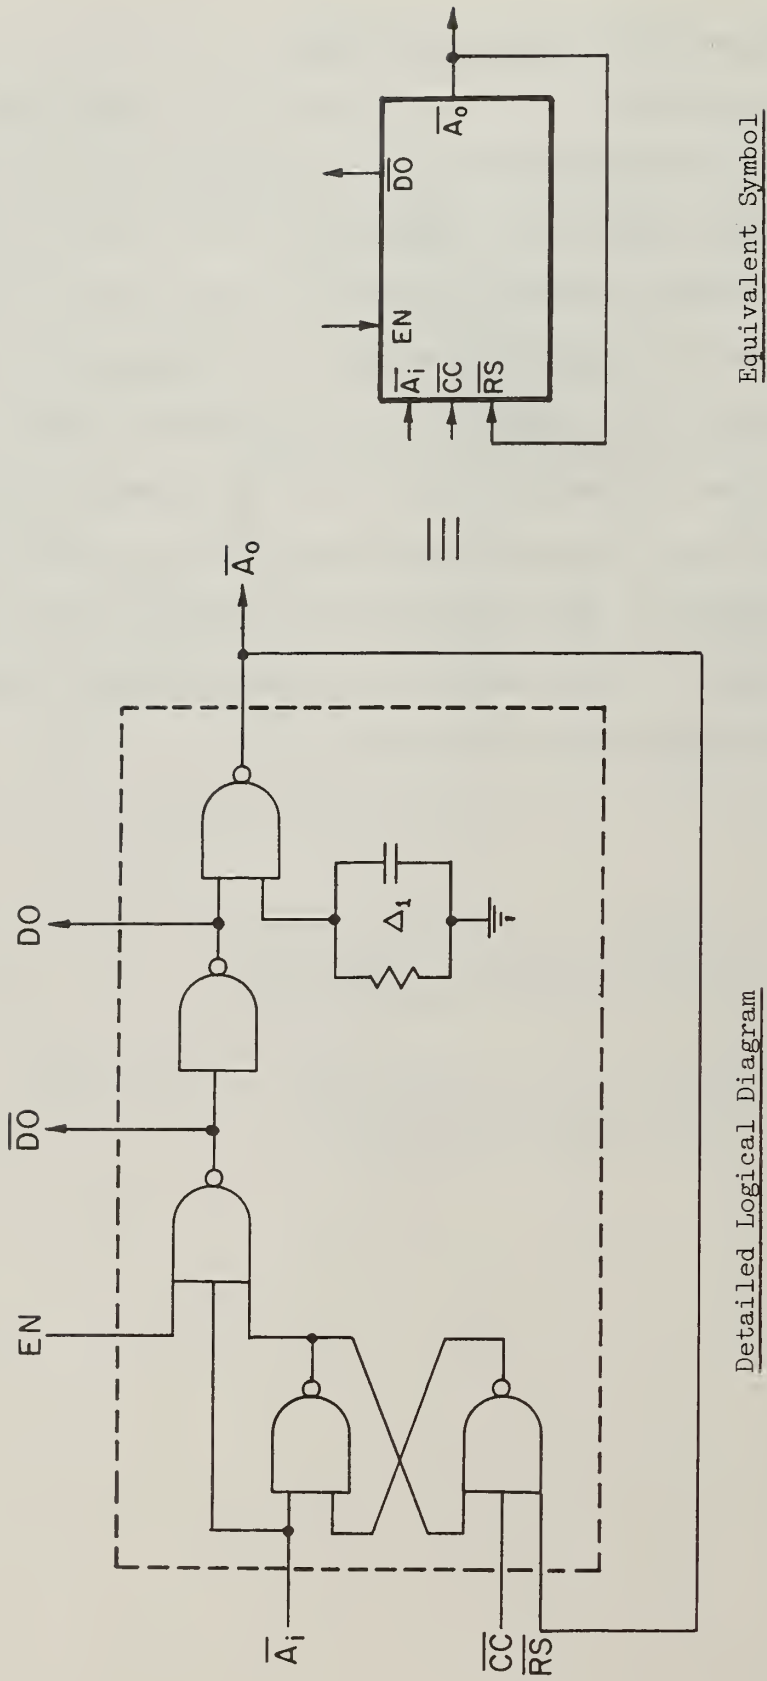 EN
D̅O̅
DO
A̅i
C̅C̅
R̅S̅
Δ1
A̅o
Detailed Logical Diagram
≡
EN
D̅O̅
A̅i
C̅C̅
R̅S̅
A̅o
Equivalent Symbol